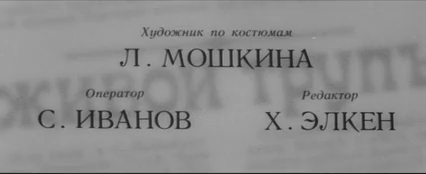 Художник по костюмам
Л. МОШКИНА
Оператор
Редактор
С. ИВАНОВ
Х. ЭЛКЕН